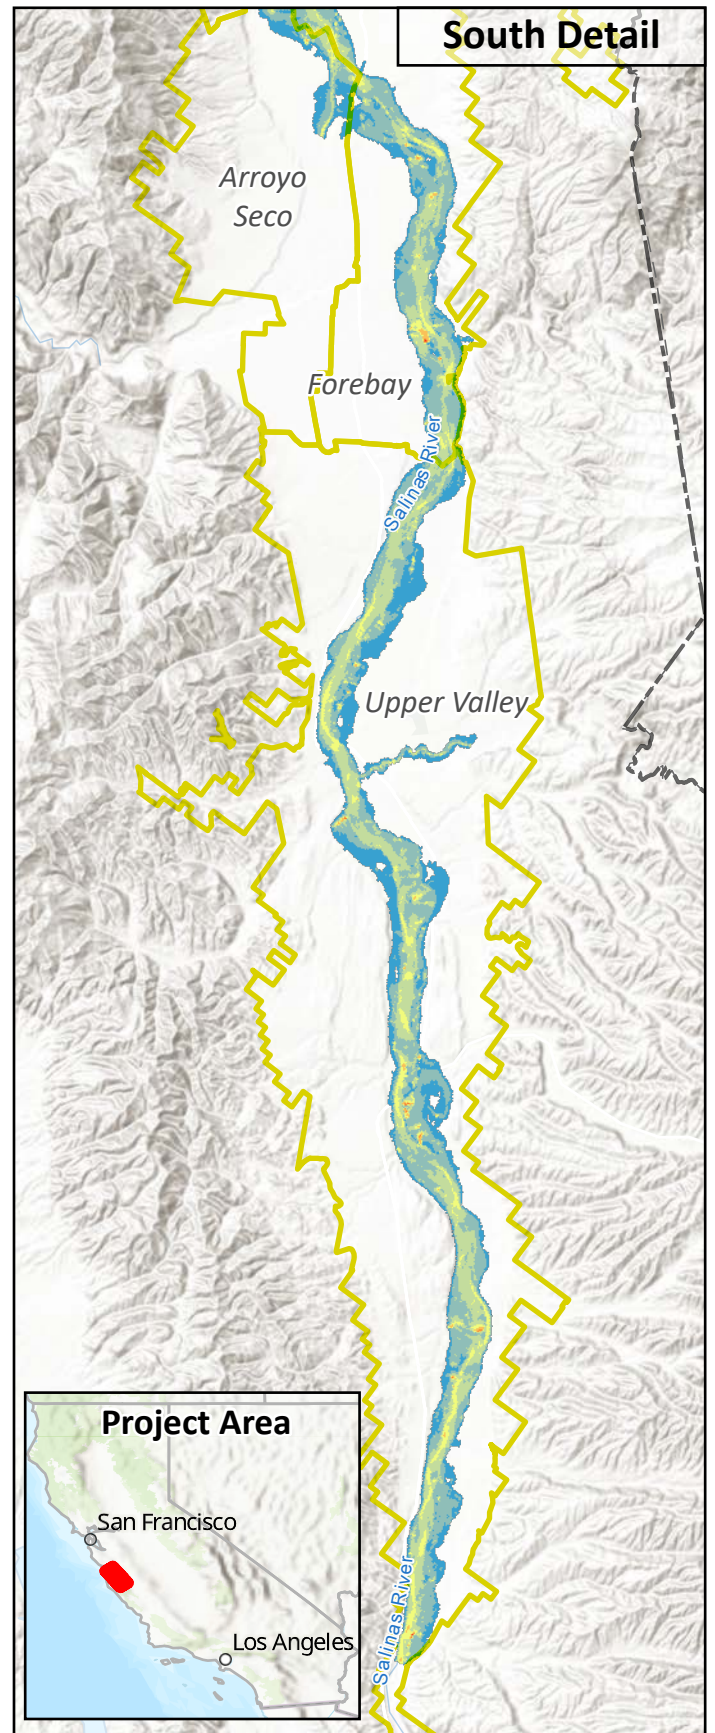 South Detail
Arroyo
Seco
Forebay
Salinas River
Upper Valley
Project Area
San Francisco
Los Angeles
Salinas River